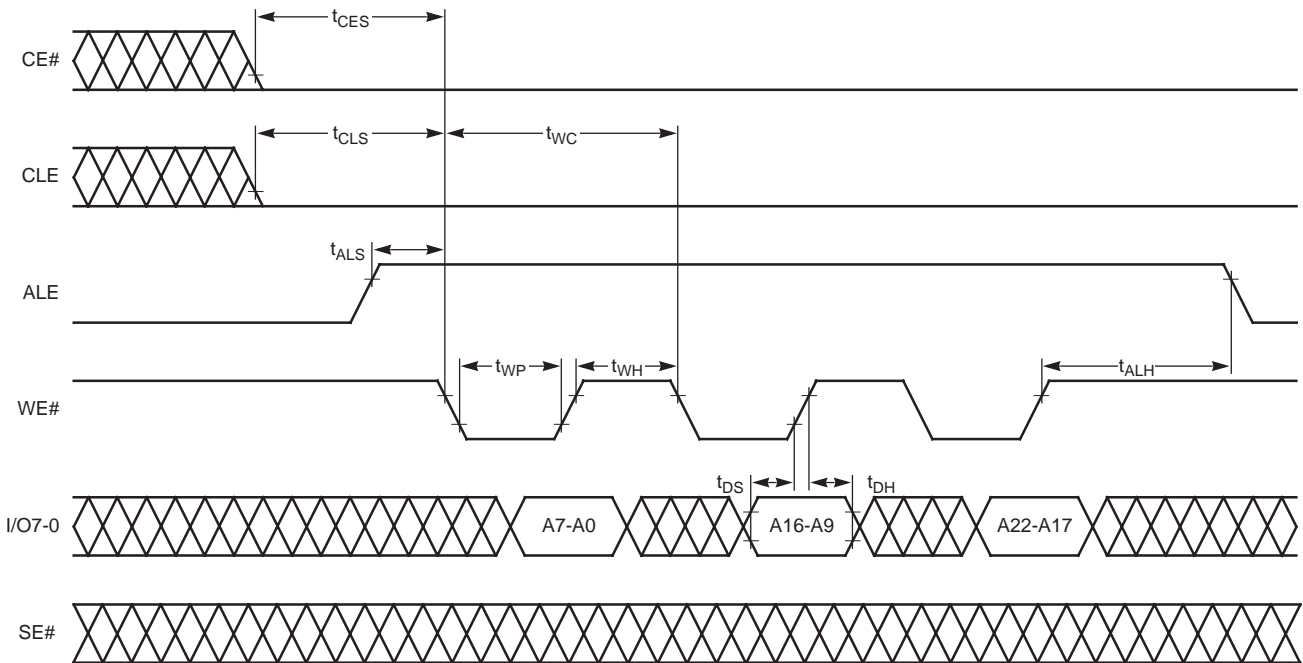 tCES
CE#
tCLS
tWC
CLE
tALS
ALE
tWP
tWH
tALH
WE#
tDS
tDH
I/O7-0
A7-A0
A16-A9
A22-A17
SE#